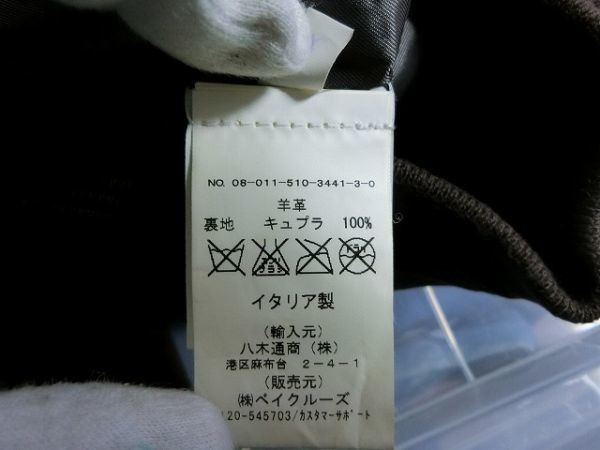 NO. 08-011-510-3441-3-0
羊革
裏地 キュプラ 100%
イタリア製
(輸入元)
八木通商(株)
港区麻布台 2-4-1
(販売元)
㈱ベイクルーズ
120-545703/カスタマーサポート